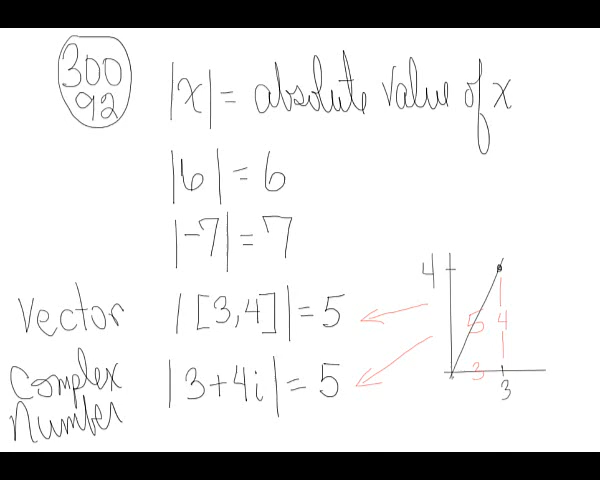 300
92
|x| = absolute value of x
|6| = 6
|-7| = 7
Vector |[3,4]| = 5
Complex Number |3+4i| = 5
4
5 4
3
3